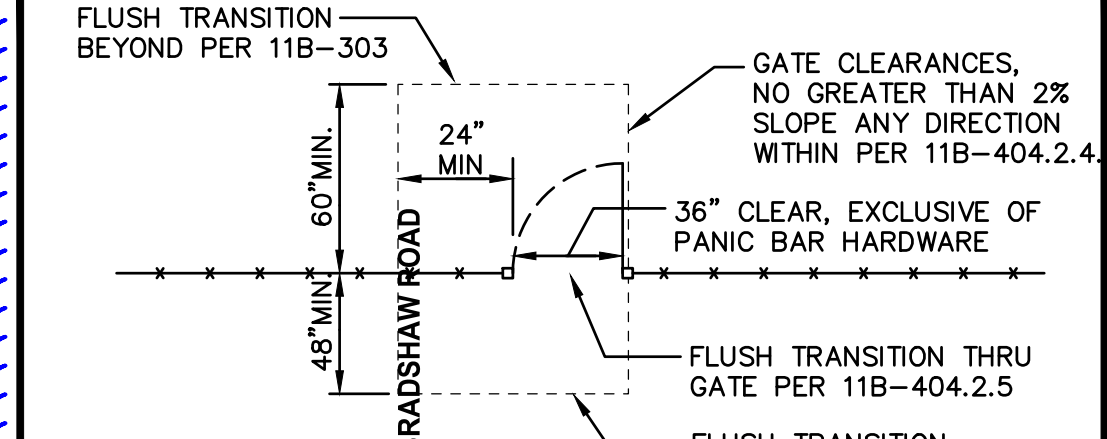 FLUSH TRANSITION
BEYOND PER 11B-303
GATE CLEARANCES,
NO GREATER THAN 2%
SLOPE ANY DIRECTION
WITHIN PER 11B-404.2.4.
24"
MIN
60"MIN.
36" CLEAR, EXCLUSIVE OF
PANIC BAR HARDWARE
48"MIN.
RADSHAW ROAD
FLUSH TRANSITION THRU
GATE PER 11B-404.2.5
FLUSH TRANSITION